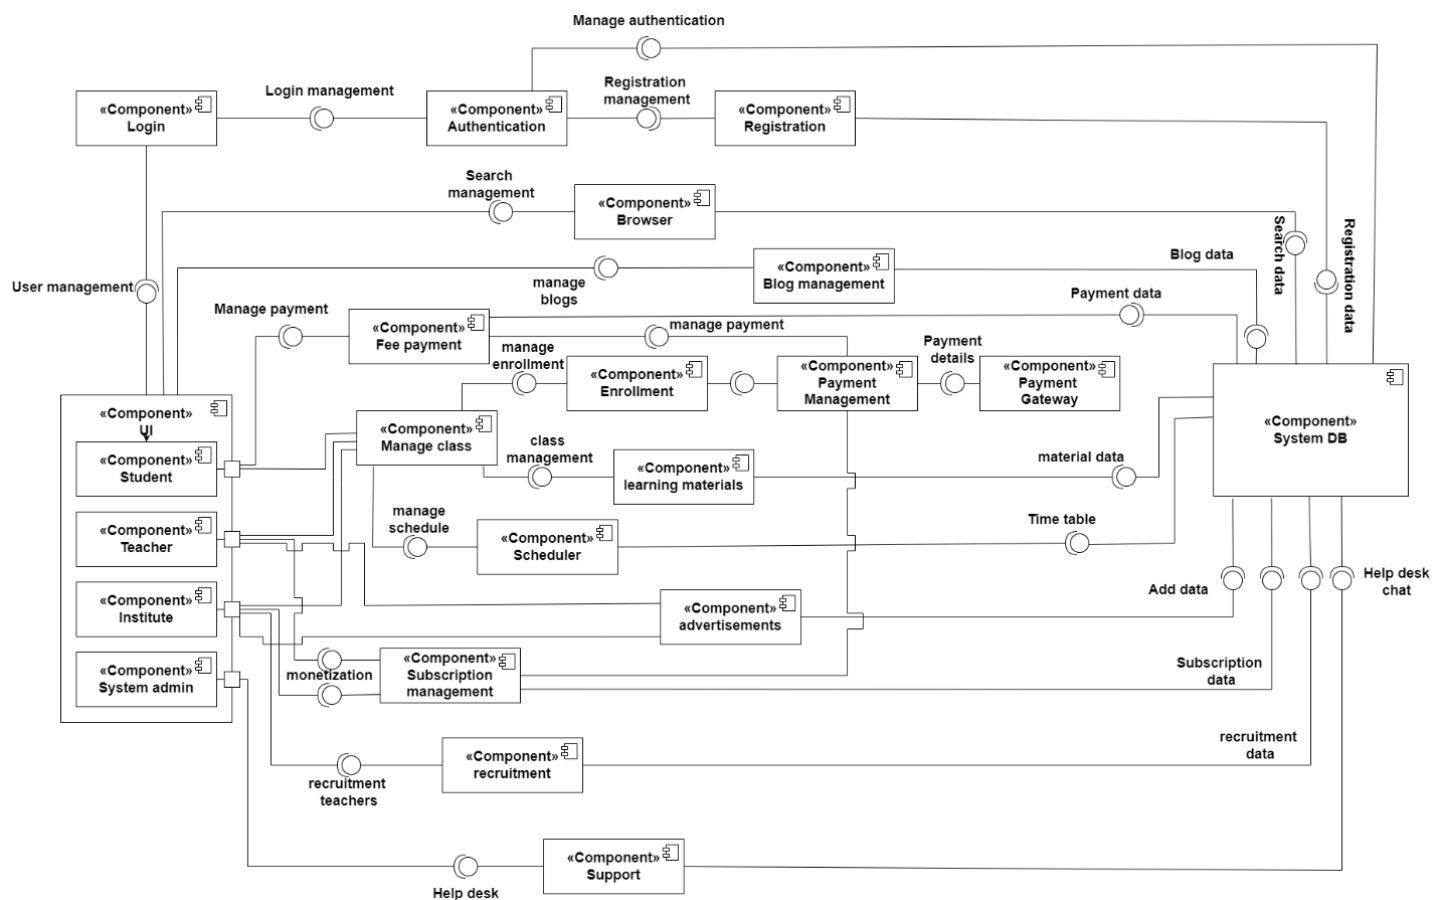 Manage authentication
Login management
Registration
management
«Component»
Login
«Component»
Authentication
«Component»
Registration
Search
management
«Component»
Browser
Search data
Registration data
Blog data
«Component»
Blog management
User management
manage
blogs
Payment data
Manage payment
«Component»
Fee payment
manage payment
manage
enrollment
Payment
details
«Component»
Enrollment
«Component»
Payment
Management
«Component»
Payment
Gateway
«Component»
UI
«Component»
Manage class
«Component»
System DB
«Component»
Student
class
management
«Component»
learning materials
material data
manage
schedule
Time table
«Component»
Teacher
«Component»
Scheduler
Help desk
chat
Add data
«Component»
Institute
«Component»
advertisements
«Component»
System admin
monetization
«Component»
Subscription
management
Subscription
data
recruitment
data
«Component»
recruitment
recruitment
teachers
«Component»
Support
Help desk